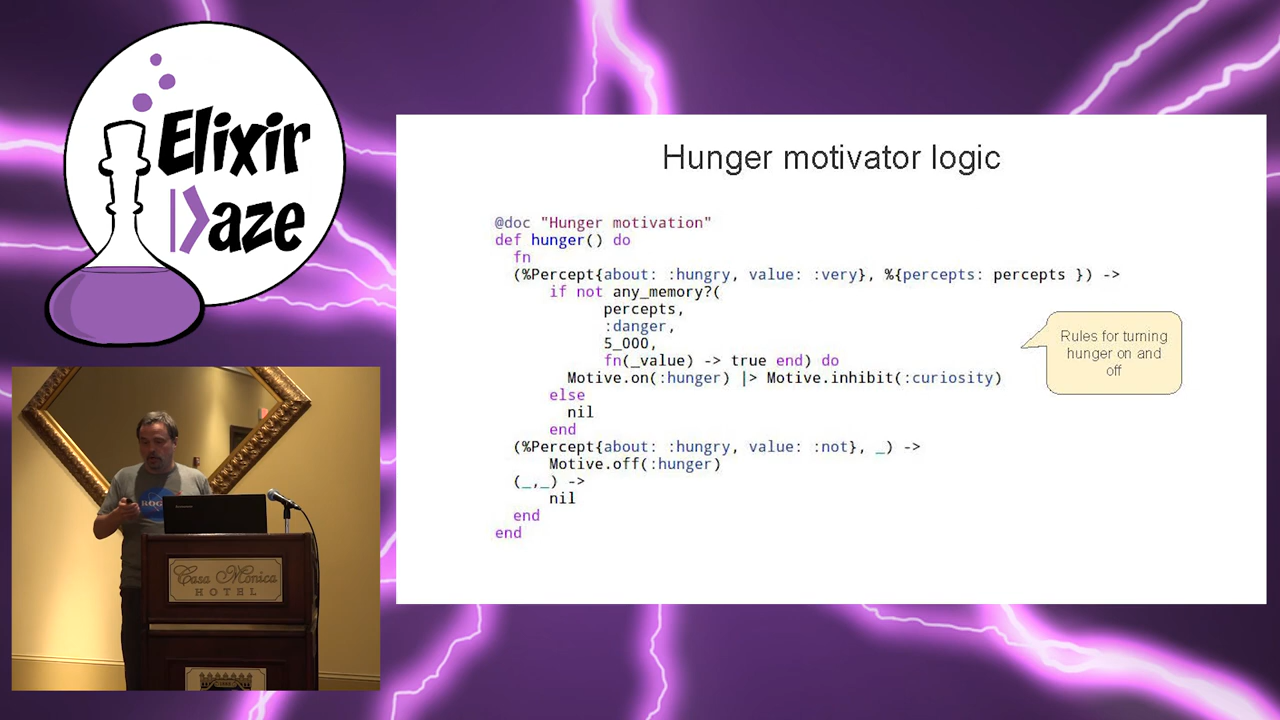 Elixir
Daze
Hunger motivator logic
@doc "Hunger motivation"
def hunger() do
fn
(%Percept{about: :hungry, value: :very}, %{percepts: percepts }) ->
if not any_memory?(
percepts,
:danger,
5_000,
fn(_value) -> true end) do
Motive.on(:hunger) |> Motive.inhibit(:curiosity)
else
nil
end
(%Percept{about: :hungry, value: :not}, _) ->
Motive.off(:hunger)
(_,_) ->
nil
end
end
Rules for turning
hunger on and
off
Casa Monica
HOTEL